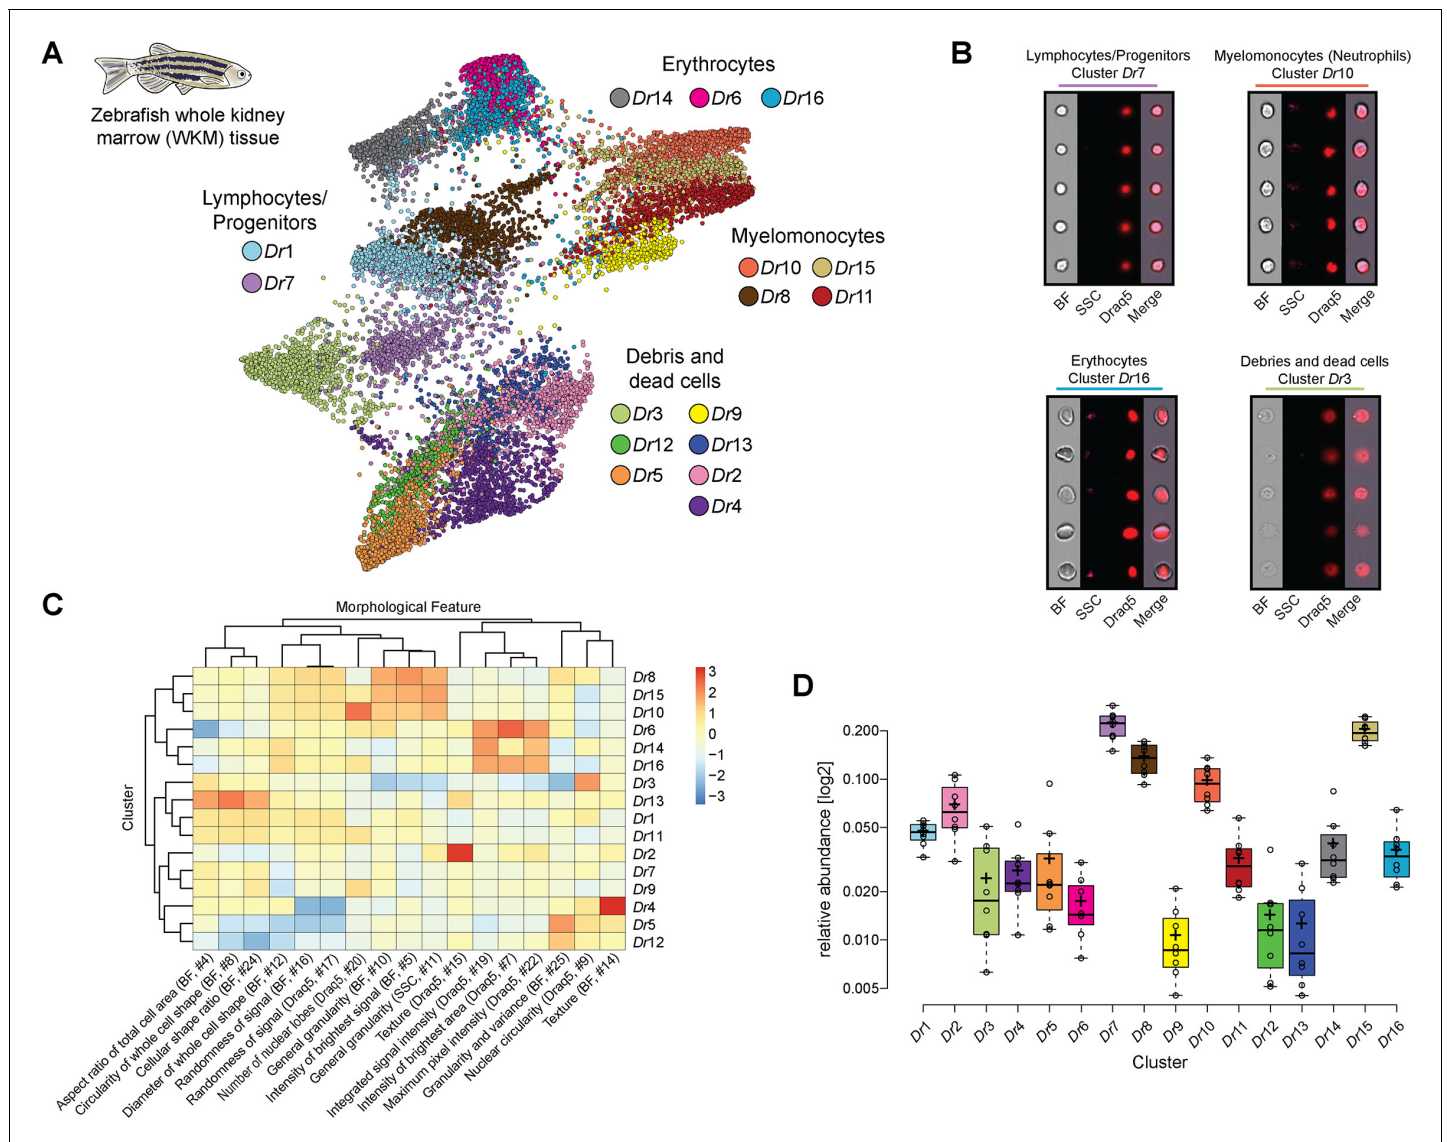 A
Zebrafish whole kidney
marrow (WKM) tissue
Erythrocytes
Dr14 Dr6 Dr16
Lymphocytes/
Progenitors
Dr1
Dr7
Myelomonocytes
Dr10 Dr15
Dr8 Dr11
Debris and
dead cells
Dr3 Dr9
Dr12 Dr13
Dr5 Dr2
Dr4
B
Lymphocytes/Progenitors
Cluster Dr7
BF SSC Draq5 Merge
Myelomonocytes (Neutrophils)
Cluster Dr10
BF SSC Draq5 Merge
Erythocytes
Cluster Dr16
BF SSC Draq5 Merge
Debries and dead cells
Cluster Dr3
BF SSC Draq5 Merge
C
Morphological Feature
Cluster
Dr8
Dr15
Dr10
Dr6
Dr14
Dr16
Dr3
Dr13
Dr1
Dr11
Dr2
Dr7
Dr9
Dr4
Dr5
Dr12
3
2
1
0
−1
−2
−3
Aspect ratio of total cell area (BF, #4)
Circularity of whole cell shape (BF, #8)
Cellular shape ratio (BF, #24)
Diameter of whole cell shape (BF, #12)
Randomness of signal (BF, #16)
Randomness of signal (Draq5, #17)
Number of nuclear lobes (Draq5, #20)
General granularity (BF, #10)
Intensity of brightest signal (BF, #5)
General granularity (SSC, #11)
Texture (Draq5, #15)
Integrated signal intensity (Draq5, #19)
Intensity of brightest area (Draq5, #7)
Maximum pixel intensity (Draq5, #22)
Granularity and variance (BF, #25)
Nuclear circularity (Draq5, #9)
Texture (BF, #14)
D
relative abundance [log2]
0.200
0.100
0.050
0.020
0.010
0.005
Dr1 Dr2 Dr3 Dr4 Dr5 Dr6 Dr7 Dr8 Dr9 Dr10 Dr11 Dr12 Dr13 Dr14 Dr15 Dr16
Cluster